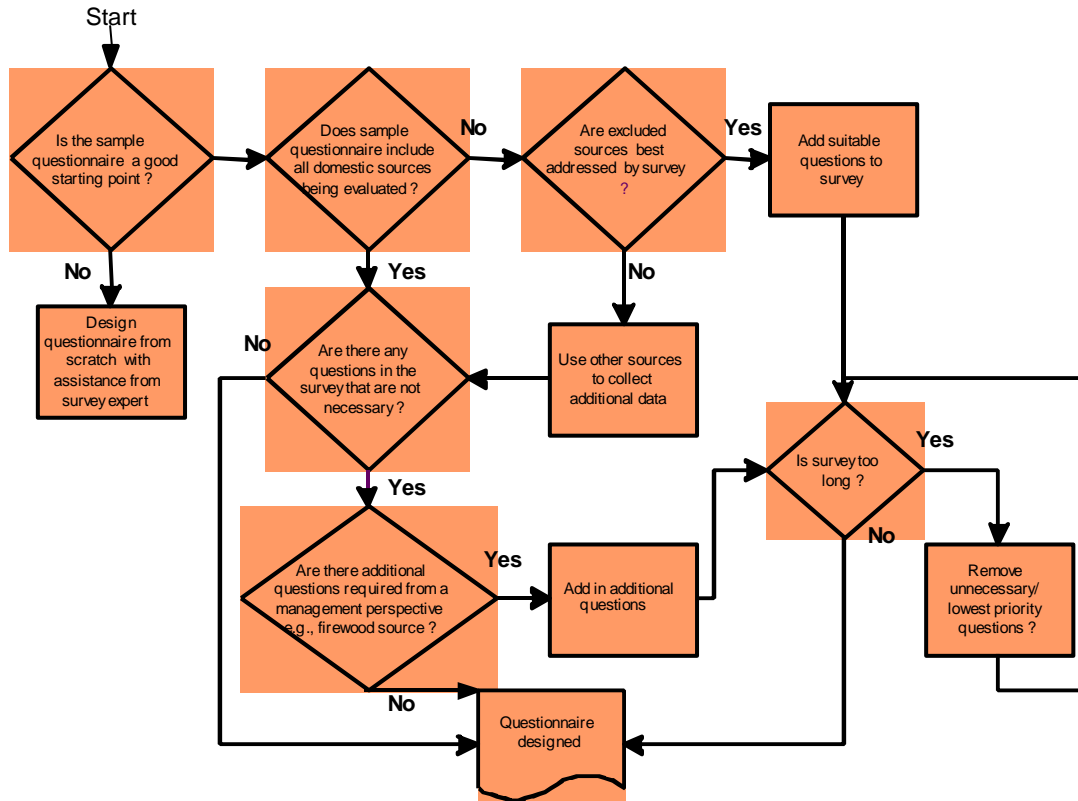 Start
Is the sample
questionnaire a good
starting point ?
No
Design
questionnaire from
scratch with
assistance from
survey expert
Does sample
questionnaire include
all domestic sources
being evaluated ?
No
Yes
Are excluded
sources best
addressed by survey
?
Yes
No
Add suitable
questions to
survey
Use other sources
to collect
additional data
Are there any
questions in the
survey that are not
necessary ?
No
Yes
Are there additional
questions required from a
management perspective
e.g., firewood source ?
Yes
No
Add in additional
questions
Is survey too
long ?
Yes
No
Remove
unnecessary/
lowest priority
questions ?
Questionnaire
designed